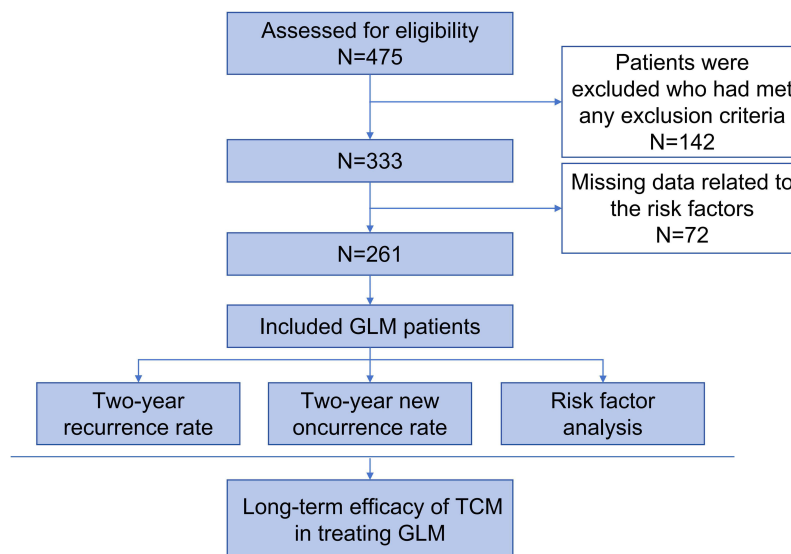 Assessed for eligibility
N=475
Patients were
excluded who had met
any exclusion criteria
N=142
N=333
Missing data related to
the risk factors
N=72
N=261
Included GLM patients
Two-year
recurrence rate
Two-year new
oncurrence rate
Risk factor
analysis
Long-term efficacy of TCM
in treating GLM